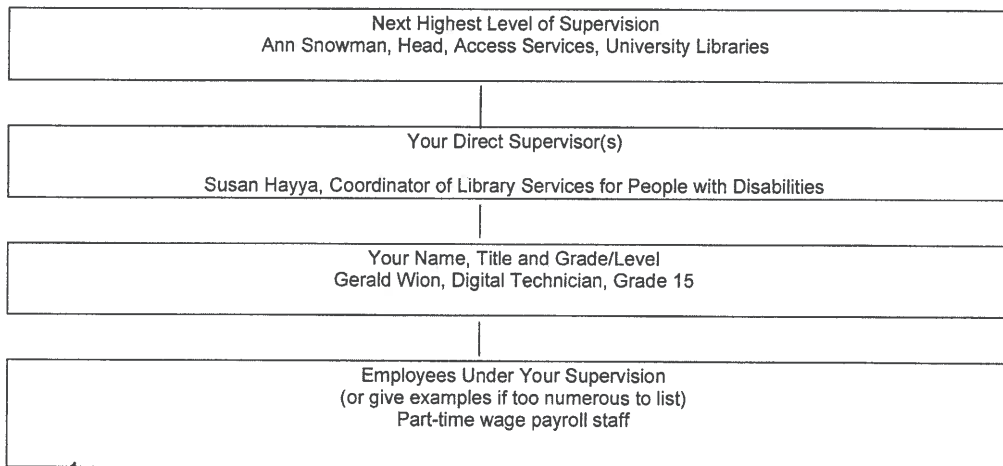 Next Highest Level of Supervision
Ann Snowman, Head, Access Services, University Libraries
Your Direct Supervisor(s)
Susan Hayya, Coordinator of Library Services for People with Disabilities
Your Name, Title and Grade/Level
Gerald Wion, Digital Technician, Grade 15
Employees Under Your Supervision
(or give examples if too numerous to list)
Part-time wage payroll staff